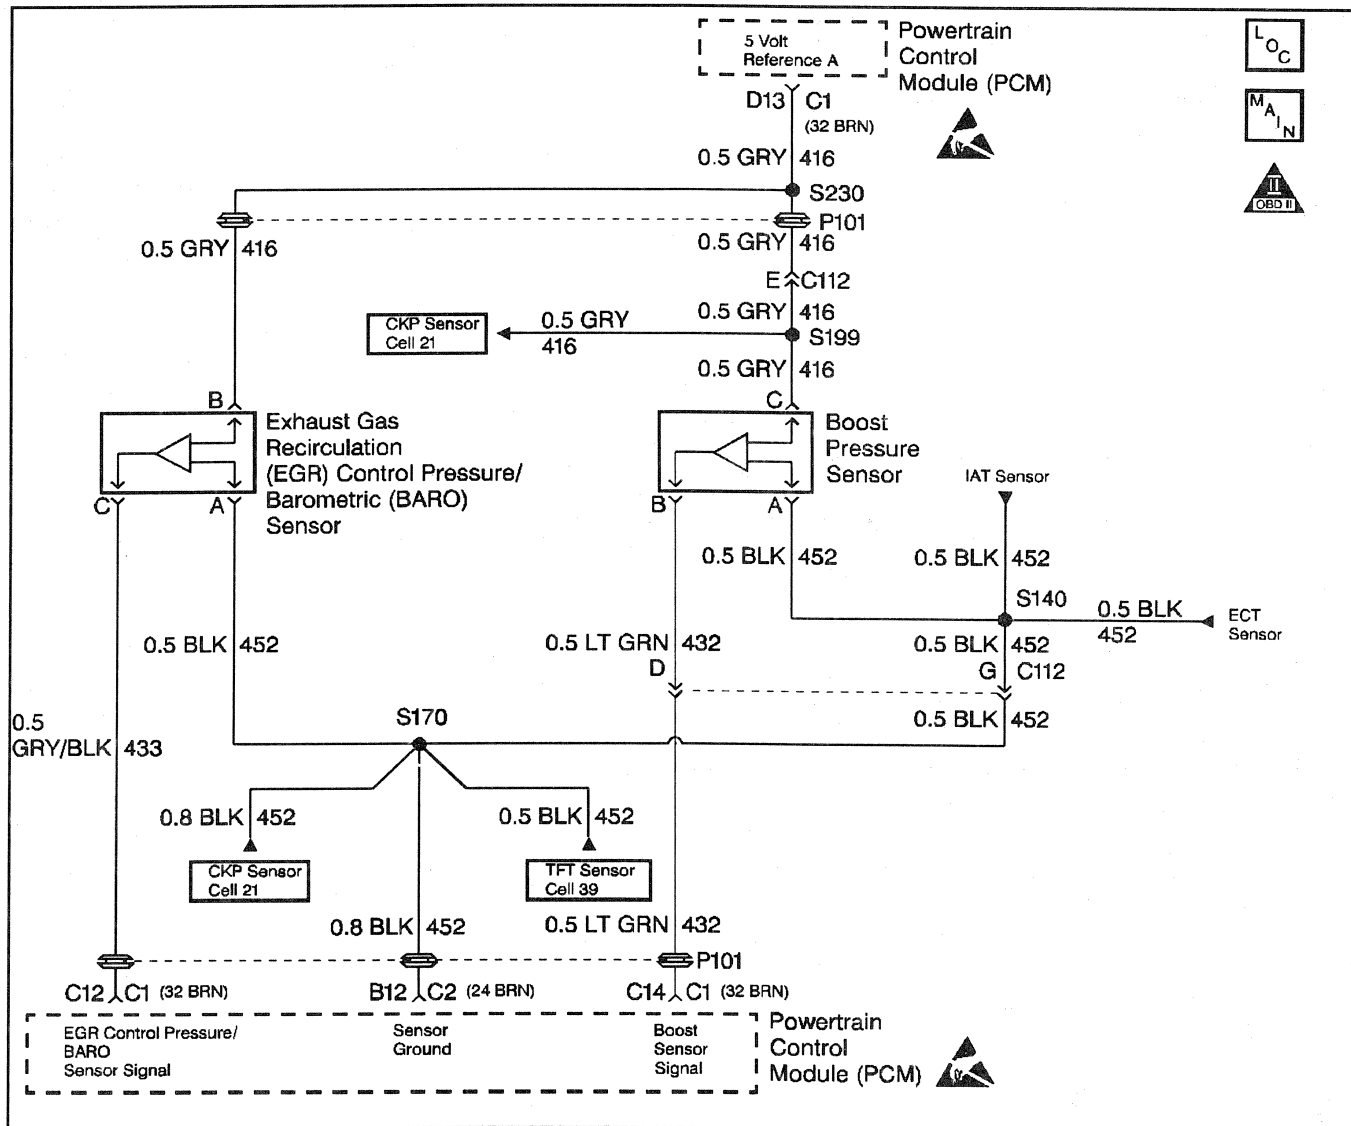 5 Volt
Reference A
Powertrain
Control
Module (PCM)
LOC
MAIN
II
OBD II
D13 C1
(32 BRN)
0.5 GRY 416
S230
P101
0.5 GRY 416
0.5 GRY 416
E C112
0.5 GRY 416
CKP Sensor
Cell 21
0.5 GRY
416
S199
0.5 GRY 416
B
C
Exhaust Gas
Recirculation
(EGR) Control Pressure/
Barometric (BARO)
Sensor
Boost
Pressure
Sensor
C
A
B
A
IAT Sensor
0.5 BLK 452
0.5 BLK 452
S140
0.5 BLK
452
ECT
Sensor
0.5 BLK 452
0.5 LT GRN 432
0.5 BLK 452
D
G C112
0.5 BLK 452
S170
0.5
GRY/BLK 433
0.8 BLK 452
0.5 BLK 452
CKP Sensor
Cell 21
TFT Sensor
Cell 39
0.8 BLK 452
0.5 LT GRN 432
P101
C12 C1 (32 BRN)
B12 C2 (24 BRN)
C14 C1 (32 BRN)
EGR Control Pressure/
BARO
Sensor Signal
Sensor
Ground
Boost
Sensor
Signal
Powertrain
Control
Module (PCM)